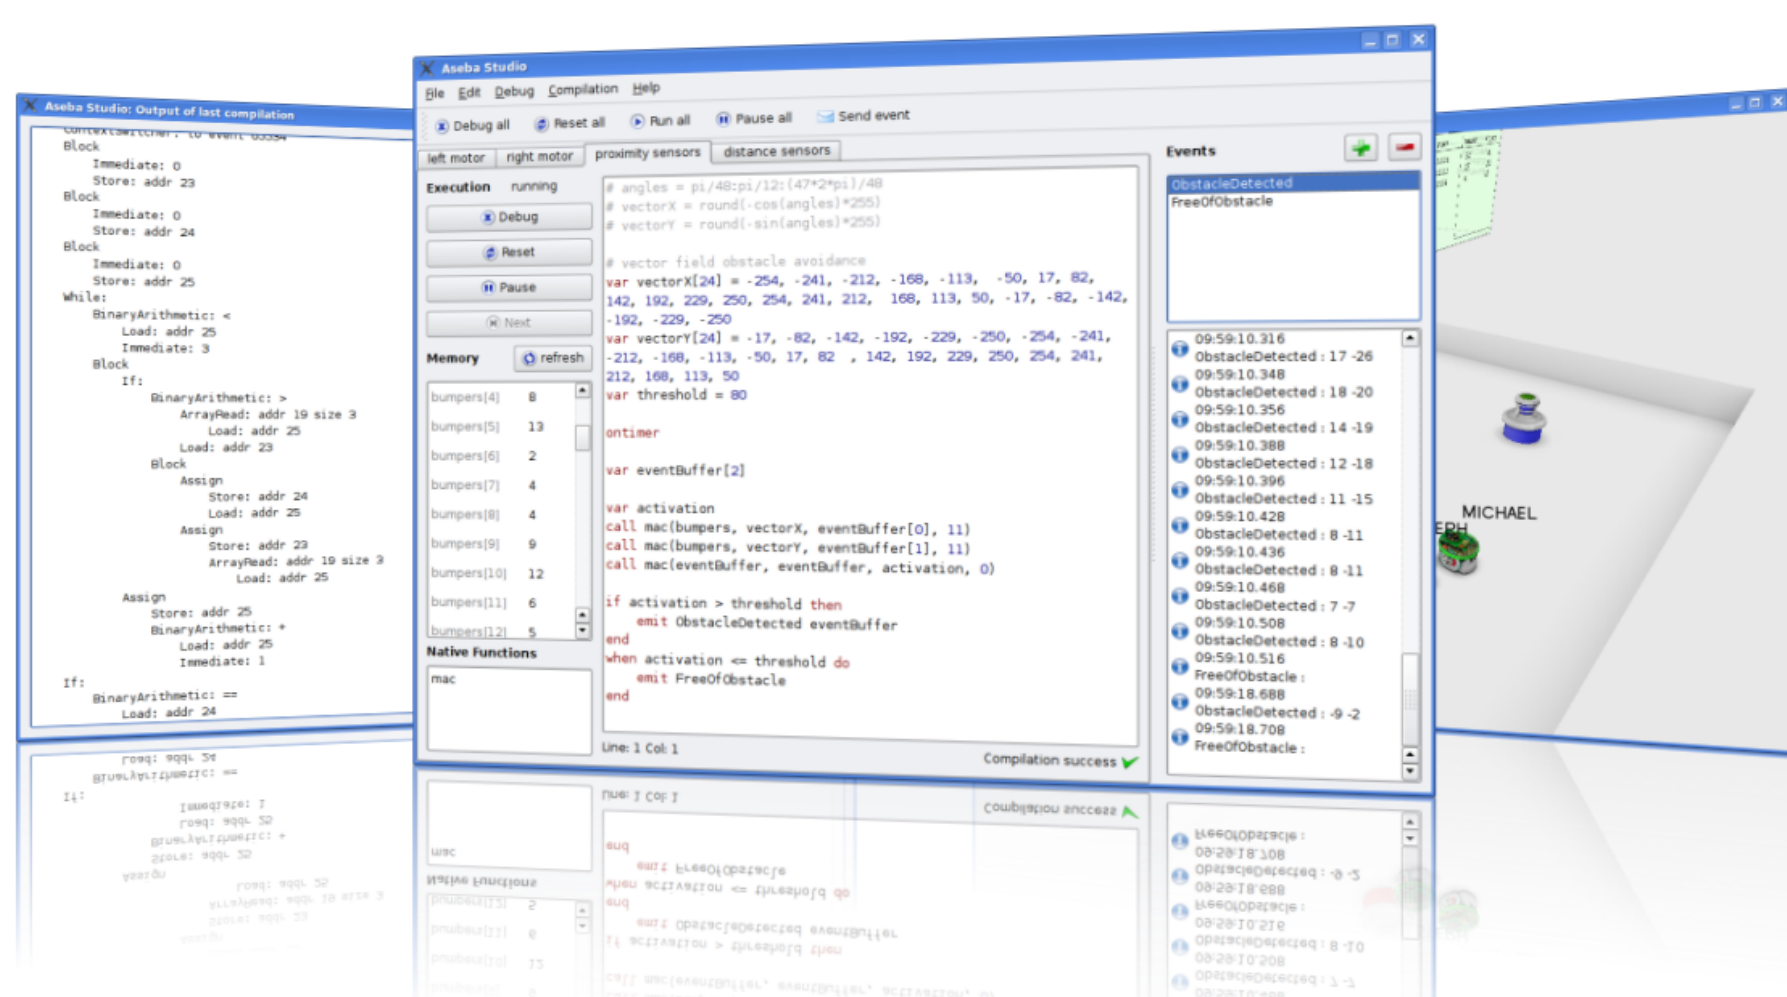 Aseba Studio: Output of last compilation
Block
Immediate: 0
Store: addr 23
Block
Immediate: 0
Store: addr 24
Block
Immediate: 0
Store: addr 25
While:
BinaryArithmetic: <
Load: addr 25
Immediate: 3
Block
If:
BinaryArithmetic: >
ArrayRead: addr 19 size 3
Load: addr 25
Load: addr 23
Block
Assign
Store: addr 24
Load: addr 25
Assign
Store: addr 23
ArrayRead: addr 19 size 3
Load: addr 25
Assign
Store: addr 25
BinaryArithmetic: +
Load: addr 25
Immediate: 1
If:
BinaryArithmetic: ==
Load: addr 24
Aseba Studio
File Edit Debug Compilation Help
Debug all Reset all Run all Pause all Send event
left motor right motor proximity sensors distance sensors
Execution running
Debug
Reset
Pause
Next
Memory refresh
bumpers[4] 8
bumpers[5] 13
bumpers[6] 2
bumpers[7] 4
bumpers[8] 4
bumpers[9] 9
bumpers[10] 12
bumpers[11] 6
bumpers[12] 5
Native Functions
mac
# angles = pi/48:pi/12:(47*2*pi)/48
# vectorX = round(-cos(angles)*255)
# vectorY = round(-sin(angles)*255)
# vector field obstacle avoidance
var vectorX[24] = -254, -241, -212, -168, -113, -50, 17, 82,
142, 192, 229, 250, 254, 241, 212, 168, 113, 50, -17, -82, -142,
-192, -229, -250
var vectorY[24] = -17, -82, -142, -192, -229, -250, -254, -241,
-212, -168, -113, -50, 17, 82 , 142, 192, 229, 250, 254, 241,
212, 168, 113, 50
var threshold = 80
ontimer
var eventBuffer[2]
var activation
call mac(bumpers, vectorX, eventBuffer[0], 11)
call mac(bumpers, vectorY, eventBuffer[1], 11)
call mac(eventBuffer, eventBuffer, activation, 0)
if activation > threshold then
emit ObstacleDetected eventBuffer
end
when activation <= threshold do
emit FreeOfObstacle
end
Line: 1 Col: 1
Compilation success
Events
ObstacleDetected
FreeOfObstacle
09:59:10.316
ObstacleDetected : 17 -26
09:59:10.348
ObstacleDetected : 18 -20
09:59:10.356
ObstacleDetected : 14 -19
09:59:10.388
ObstacleDetected : 12 -18
09:59:10.396
ObstacleDetected : 11 -15
09:59:10.428
ObstacleDetected : 8 -11
09:59:10.436
ObstacleDetected : 8 -11
09:59:10.468
ObstacleDetected : 7 -7
09:59:10.508
ObstacleDetected : 8 -10
09:59:10.516
FreeOfObstacle :
09:59:18.688
ObstacleDetected : -9 -2
09:59:18.708
FreeOfObstacle :
MICHAEL